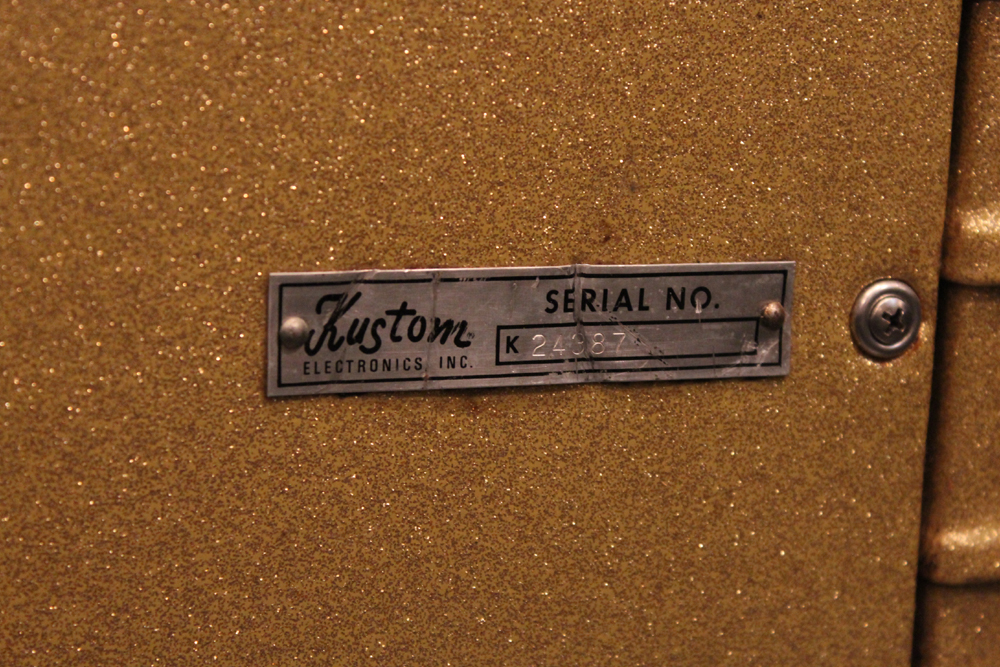 Kustom
ELECTRONICS, INC.
SERIAL NO.
K